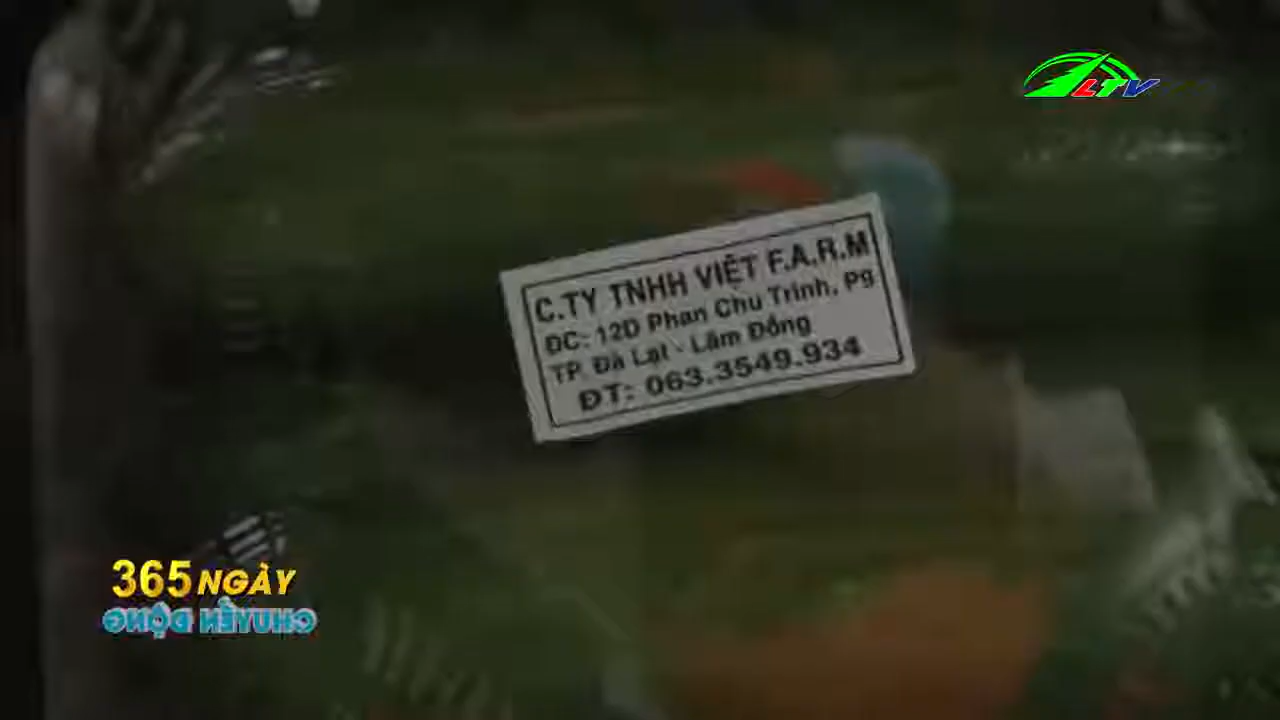 LTV
C.TY TNHH VIỆT F.A.R.M
ĐC: 12D Phan Chu Trinh, Pg
TP. Đà Lạt - Lâm Đồng
ĐT: 063.3549.934
365 NGÀY
CHUYỂN ĐỘNG